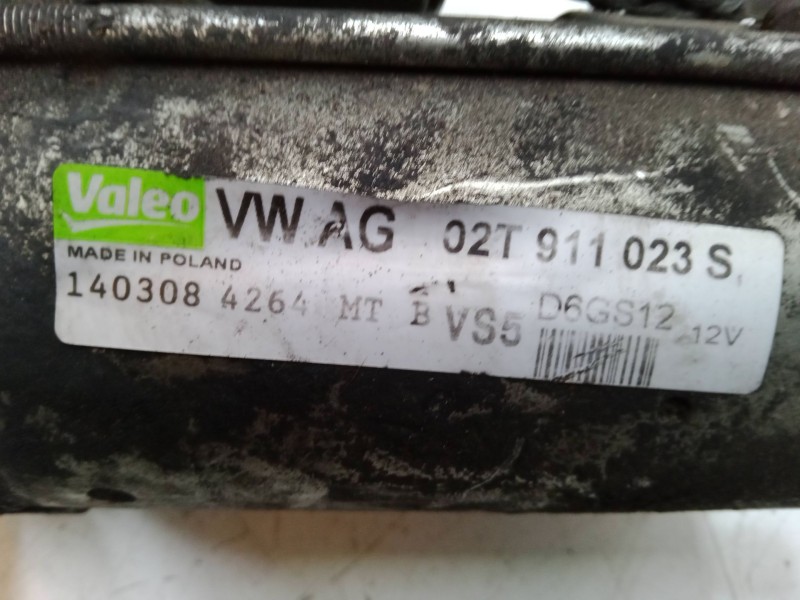 Valeo VW AG 02T 911 023 S
MADE IN POLAND
140308 4264 MT B VS5 D6GS12 12V